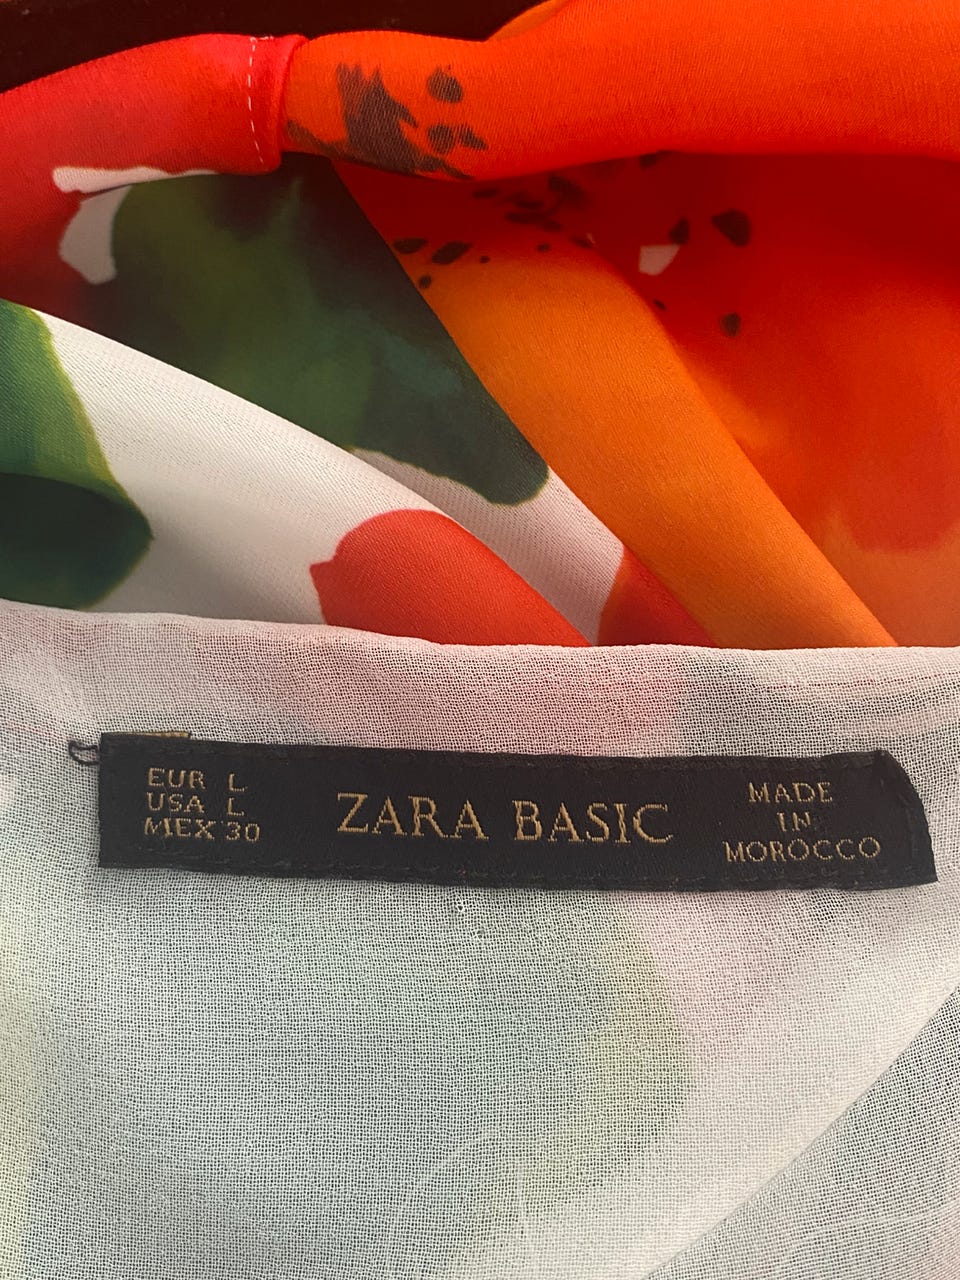 EUR L
USA L
MEX 30
ZARA BASIC
MADE
IN
MOROCCO